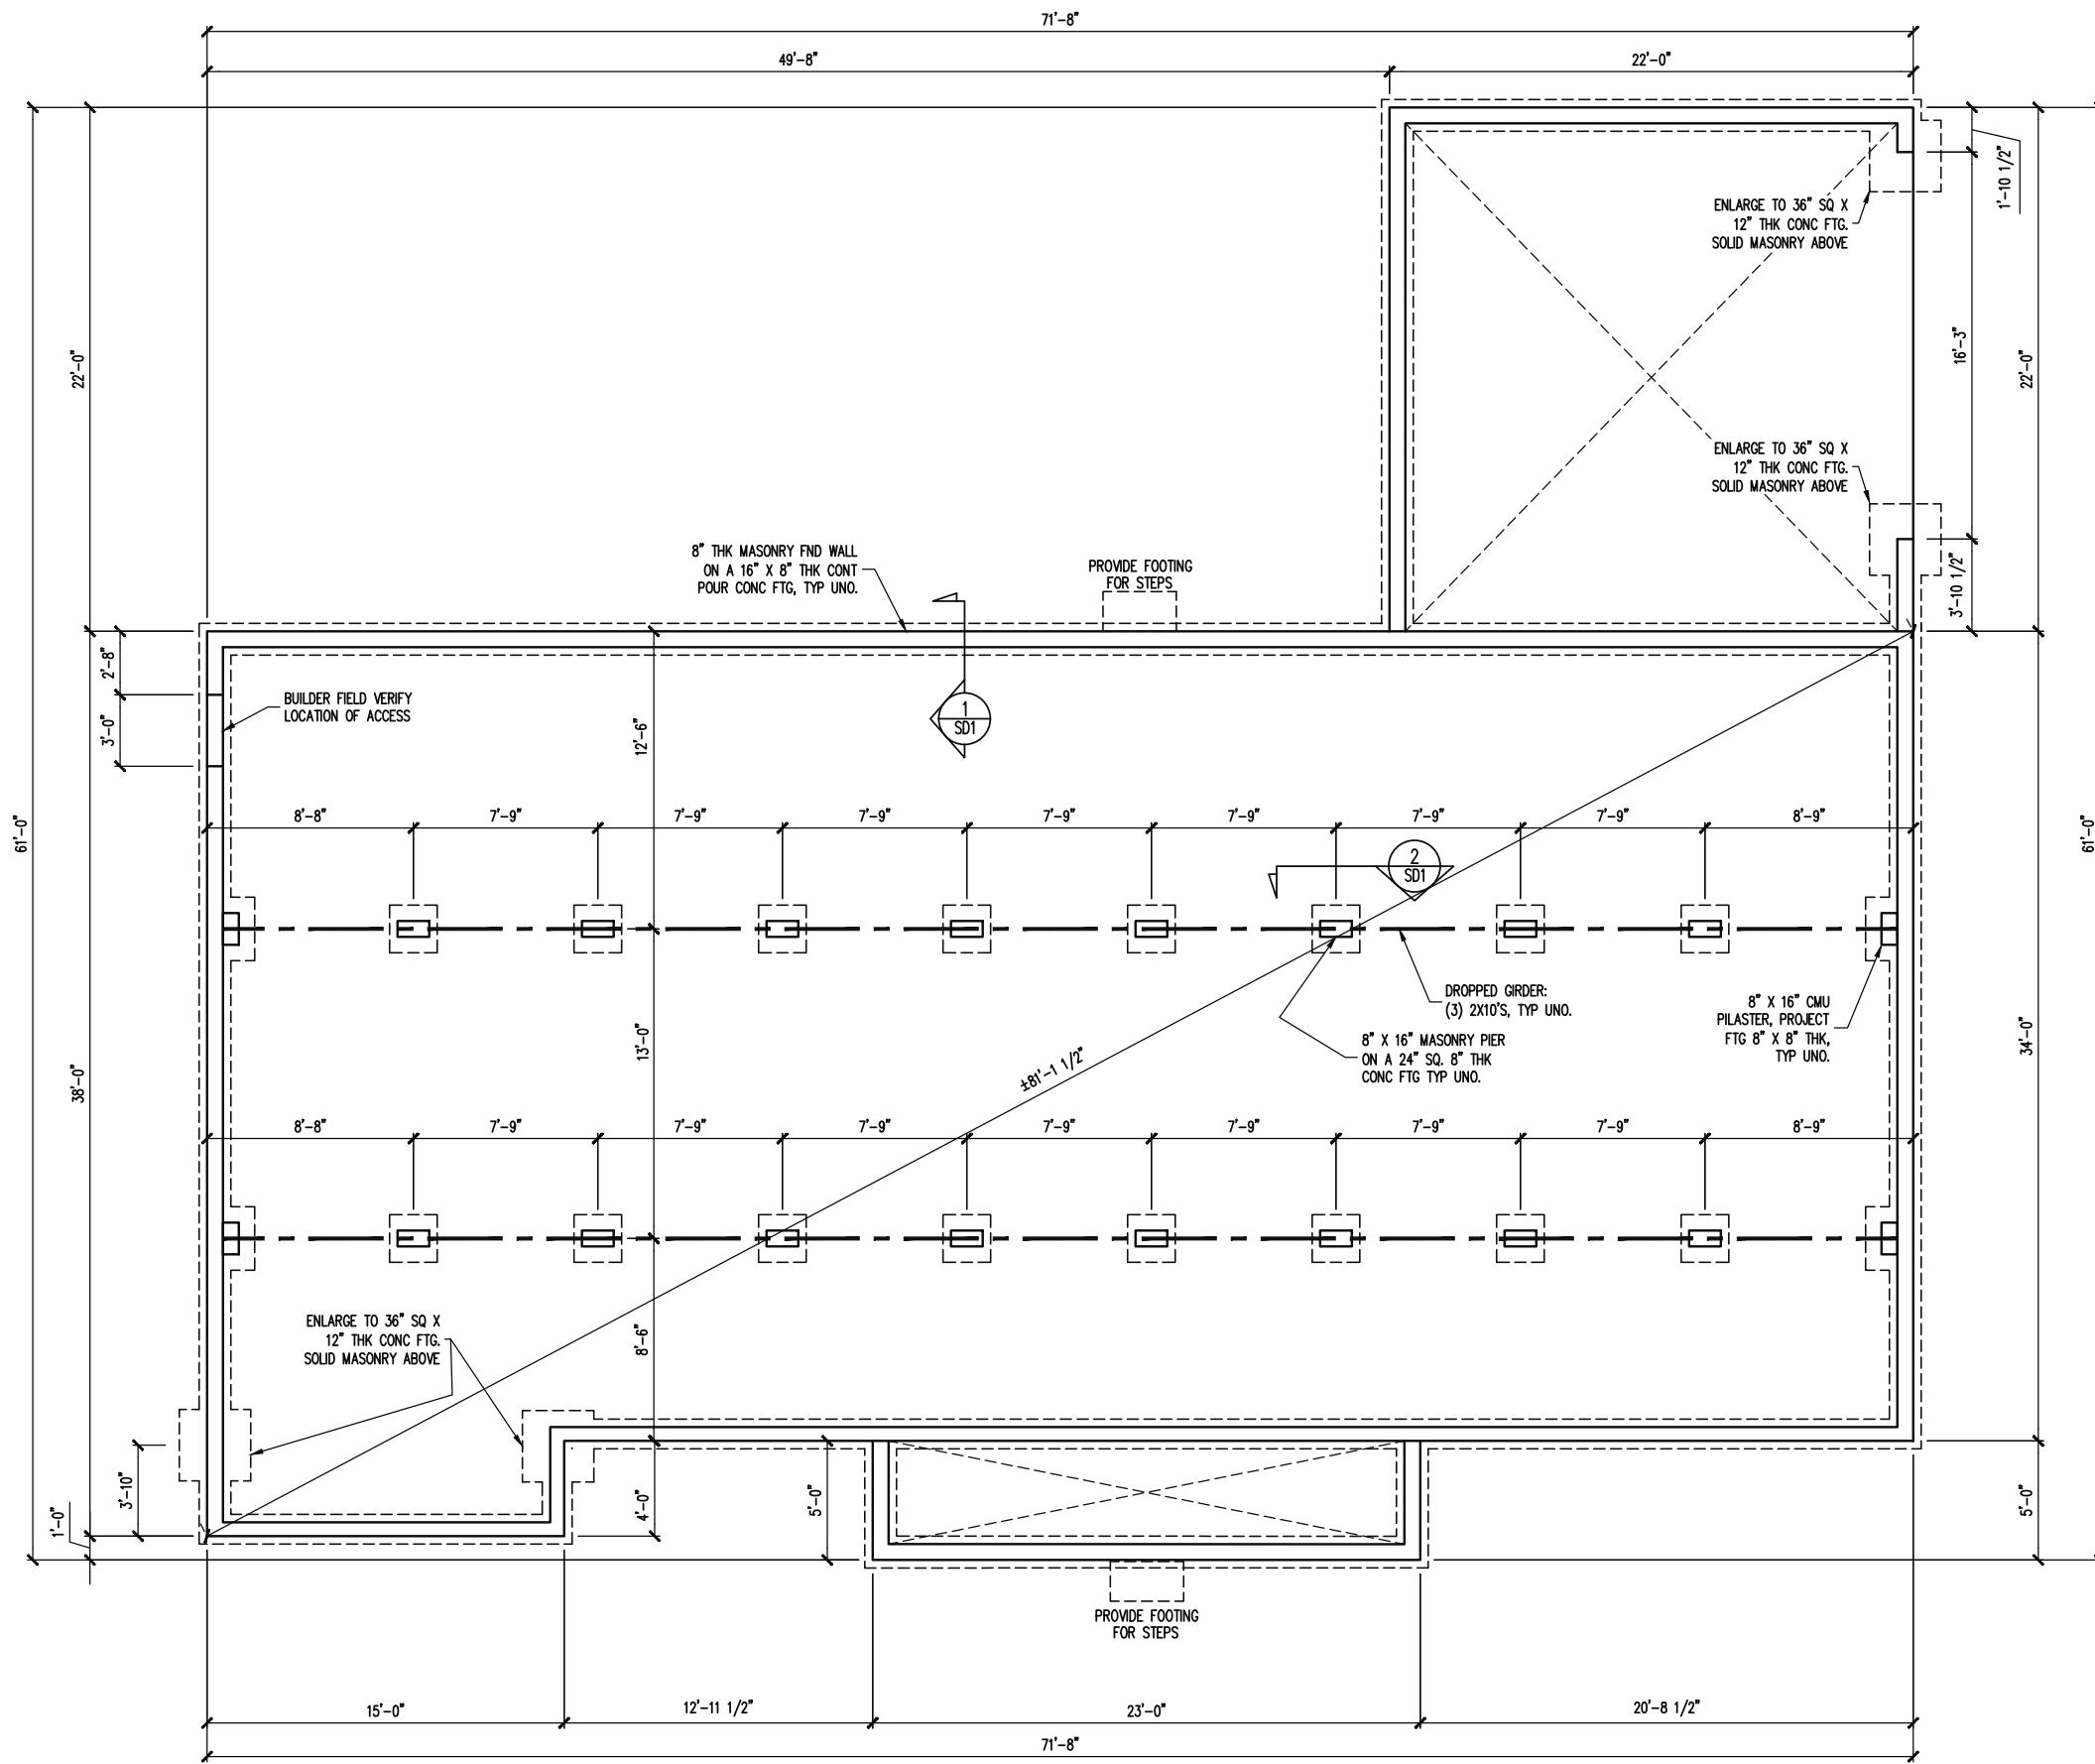 71'-8"
49'-8"
22'-0"
1'-10 1/2"
ENLARGE TO 36" SQ X
12" THK CONC FTG.
SOLID MASONRY ABOVE
22'-0"
16'-3"
22'-0"
ENLARGE TO 36" SQ X
12" THK CONC FTG.
SOLID MASONRY ABOVE
8" THK MASONRY FND WALL
ON A 16" X 8" THK CONT
POUR CONC FTG, TYP UNO.
PROVIDE FOOTING
FOR STEPS
3'-10 1/2"
2'-8"
BUILDER FIELD VERIFY
LOCATION OF ACCESS
3'-0"
12'-6"
1
SD1
61'-0"
61'-0"
8'-8"
7'-9"
7'-9"
7'-9"
7'-9"
7'-9"
7'-9"
7'-9"
8'-9"
2
SD1
DROPPED GIRDER:
(3) 2X10'S, TYP UNO.
8" X 16" CMU
PILASTER, PROJECT
FTG 8" X 8" THK,
TYP UNO.
8" X 16" MASONRY PIER
ON A 24" SQ. 8" THK
CONC FTG TYP UNO.
13'-0"
34'-0"
38'-0"
±81'-1 1/2"
8'-8"
7'-9"
7'-9"
7'-9"
7'-9"
7'-9"
7'-9"
7'-9"
8'-9"
ENLARGE TO 36" SQ X
12" THK CONC FTG.
SOLID MASONRY ABOVE
8'-6"
3'-10"
1'-0"
4'-0"
5'-0"
5'-0"
PROVIDE FOOTING
FOR STEPS
15'-0"
12'-11 1/2"
23'-0"
20'-8 1/2"
71'-8"